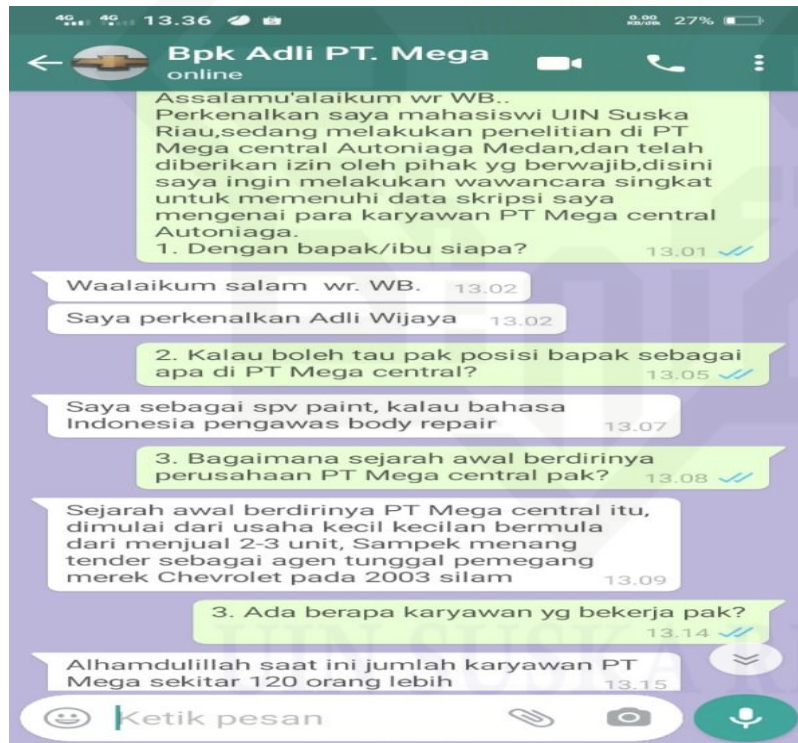 4G 4G 13.36 0.00 KB/dtk 27%
Bpk Adli PT. Mega
online
Assalamu'alaikum wr WB..
Perkenalkan saya mahasiswi UIN Suska
Riau,sedang melakukan penelitian di PT
Mega central Autoniaga Medan,dan telah
diberikan izin oleh pihak yg berwajib,disini
saya ingin melakukan wawancara singkat
untuk memenuhi data skripsi saya
mengenai para karyawan PT Mega central
Autoniaga.
1. Dengan bapak/ibu siapa? 13.01
Waalaikum salam wr. WB. 13.02
Saya perkenalkan Adli Wijaya 13.02
2. Kalau boleh tau pak posisi bapak sebagai
apa di PT Mega central? 13.05
Saya sebagai spv paint, kalau bahasa
Indonesia pengawas body repair 13.07
3. Bagaimana sejarah awal berdirinya
perusahaan PT Mega central pak? 13.08
Sejarah awal berdirinya PT Mega central itu,
dimulai dari usaha kecil kecilan bermula
dari menjual 2-3 unit, Sampek menang
tender sebagai agen tunggal pemegang
merek Chevrolet pada 2003 silam 13.09
3. Ada berapa karyawan yg bekerja pak?
13.14
UIN SUSKA R
Alhamdulillah saat ini jumlah karyawan PT
Mega sekitar 120 orang lebih 13.15
Ketik pesan